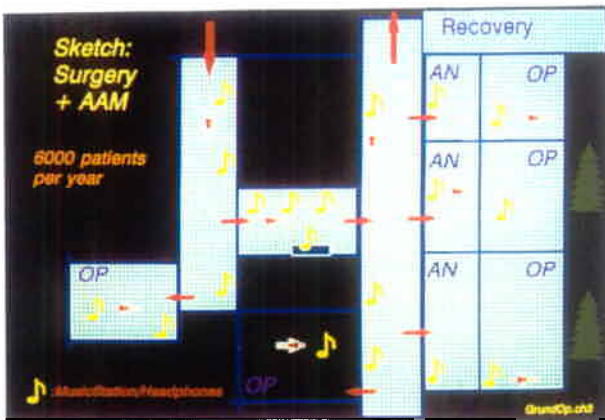 Sketch:
Surgery
+ AAM
6000 patients
per year
Recovery
AN OP
AN OP
OP
AN OP
OP
:MusicStation/Headphones
GrundOp.ch3